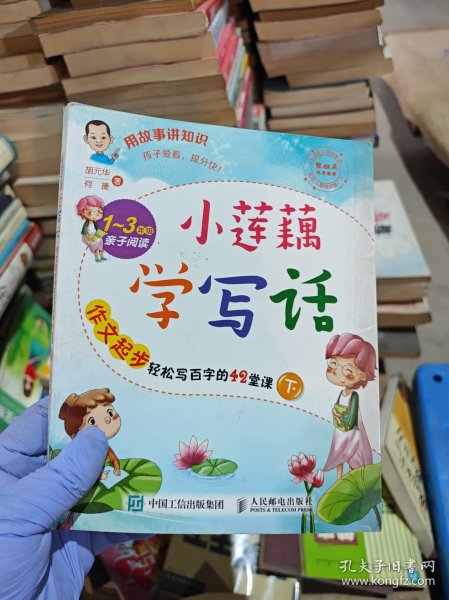 用故事讲知识
孩子爱看，提分快！
胡元华
何捷 著
1~3年级
亲子阅读
小莲藕
学写话
作文起步
轻松写百字的42堂课 下
中国工信出版集团
人民邮电出版社
POSTS & TELECOM PRESS
孔夫子旧书网
www.kongfz.com